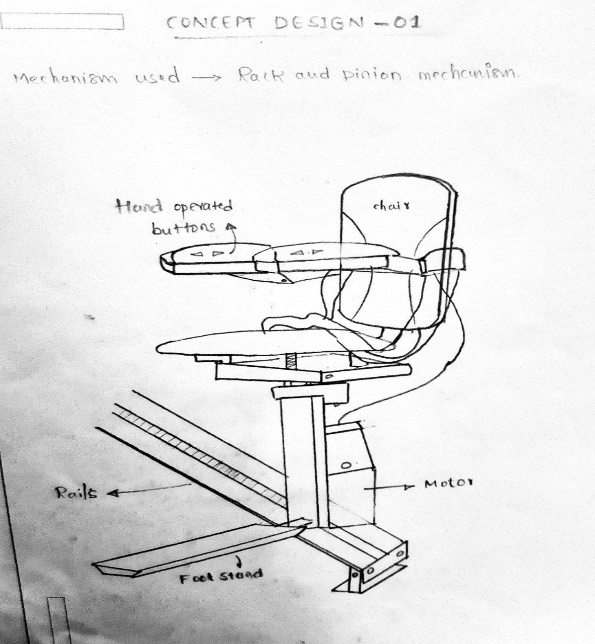 CONCEPT DESIGN - 01
Mechanism used → Rack and pinion mechanism.
chair
Hand operated
buttons
Rails
Motor
Foot stand